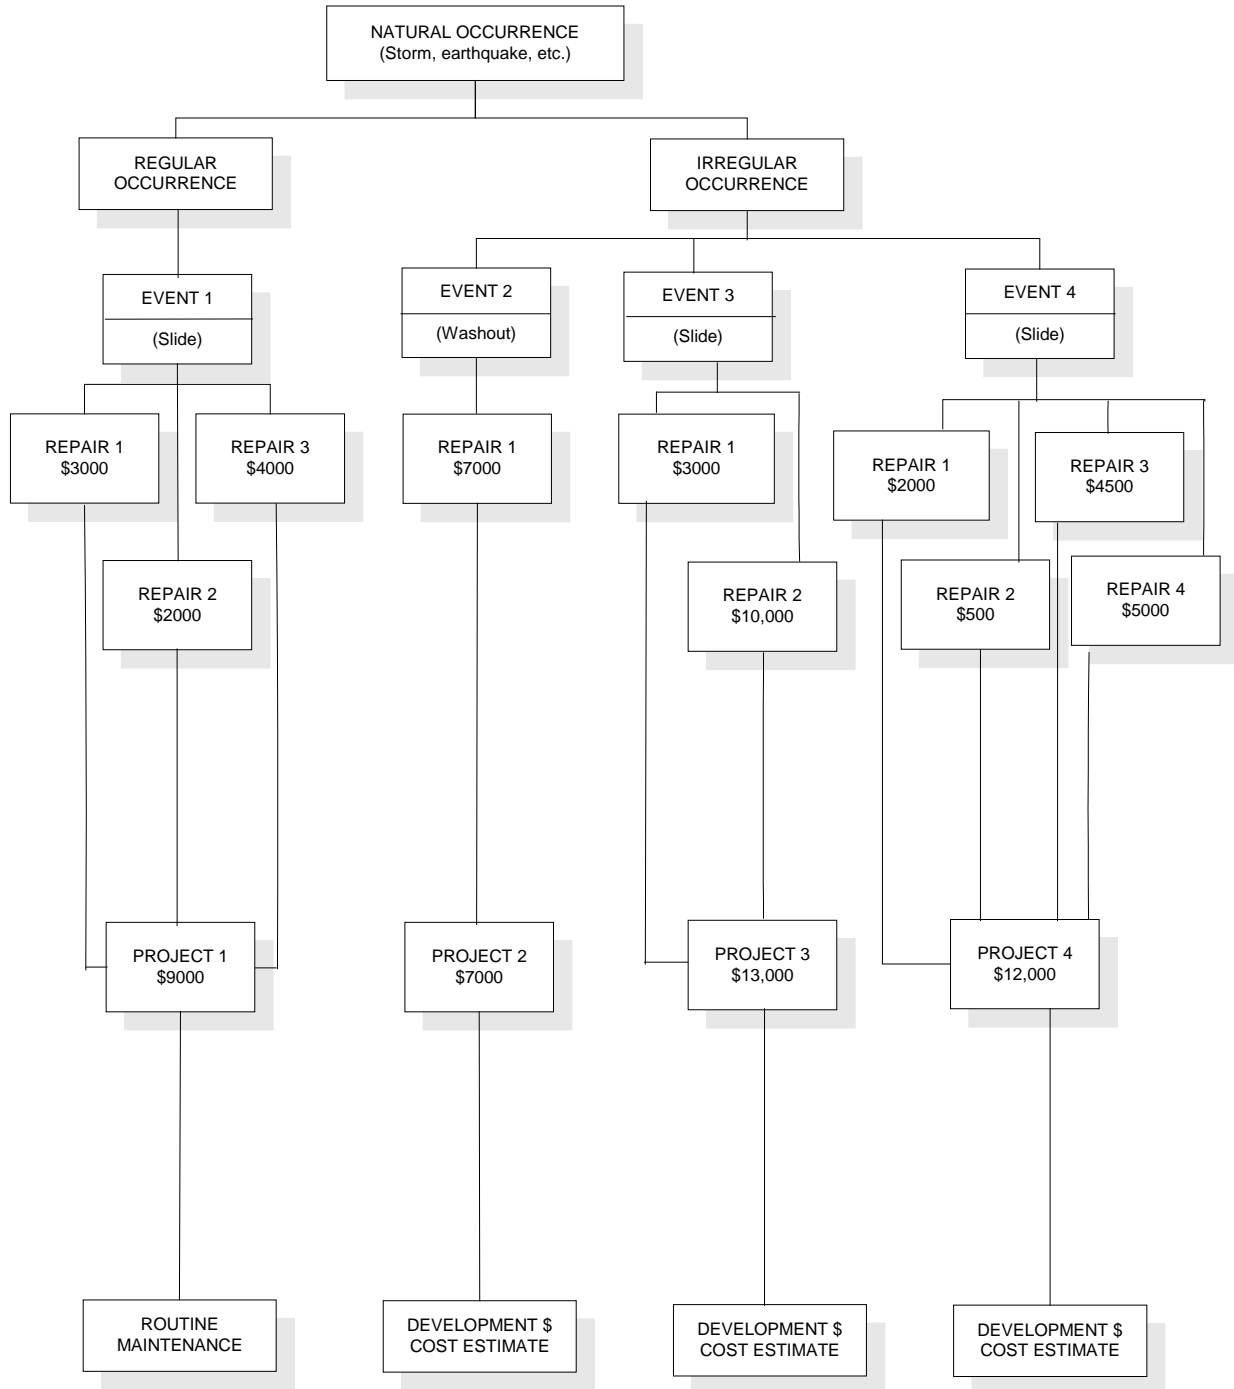 NATURAL OCCURRENCE
(Storm, earthquake, etc.)
REGULAR
OCCURRENCE
IRREGULAR
OCCURRENCE
EVENT 1
(Slide)
EVENT 2
(Washout)
EVENT 3
(Slide)
EVENT 4
(Slide)
REPAIR 1
$3000
REPAIR 3
$4000
REPAIR 1
$7000
REPAIR 1
$3000
REPAIR 1
$2000
REPAIR 3
$4500
REPAIR 2
$2000
REPAIR 2
$10,000
REPAIR 2
$500
REPAIR 4
$5000
PROJECT 1
$9000
PROJECT 2
$7000
PROJECT 3
$13,000
PROJECT 4
$12,000
ROUTINE
MAINTENANCE
DEVELOPMENT $
COST ESTIMATE
DEVELOPMENT $
COST ESTIMATE
DEVELOPMENT $
COST ESTIMATE